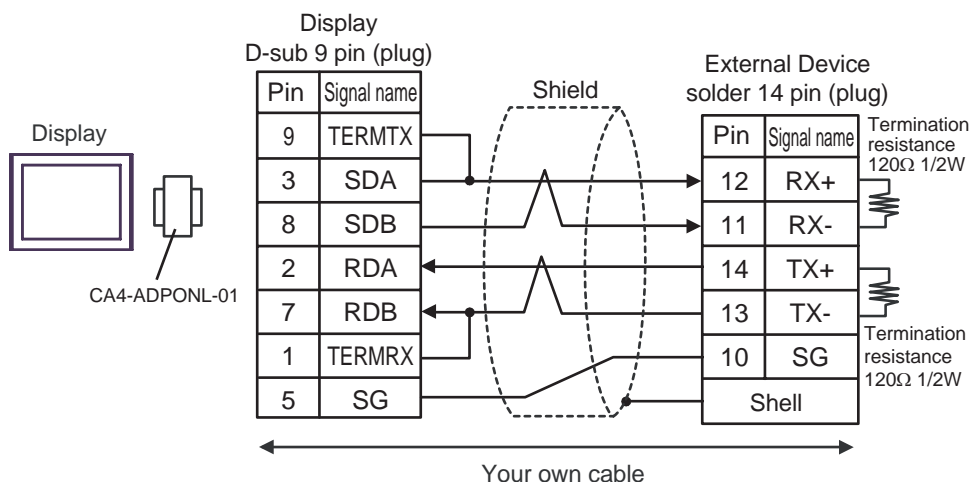 Display
D-sub 9 pin (plug)
Pin Signal name
9 TERMTX
3 SDA
8 SDB
2 RDA
7 RDB
1 TERMRX
5 SG
Display
CA4-ADPONL-01
Shield
External Device
solder 14 pin (plug)
Pin Signal name
12 RX+
11 RX-
14 TX+
13 TX-
10 SG
Shell
Termination
resistance
120Ω 1/2W
Termination
resistance
120Ω 1/2W
Your own cable